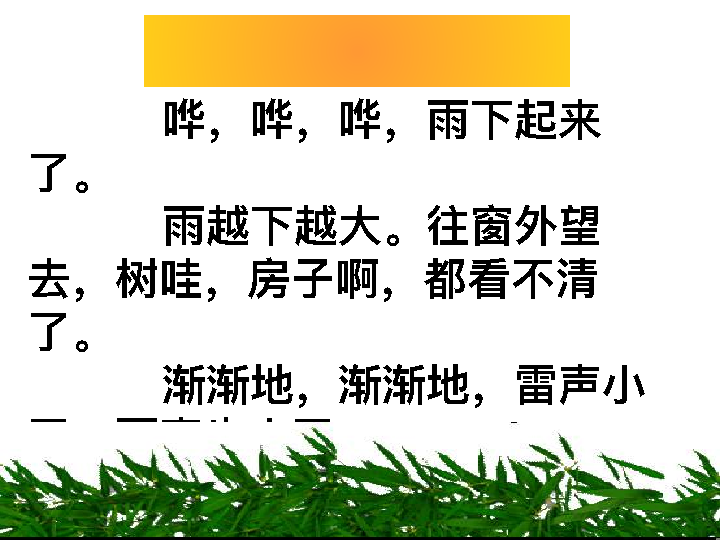 哗，哗，哗，雨下起来
了。
雨越下越大。往窗外望
去，树哇，房子啊，都看不清
了。
渐渐地，渐渐地，雷声小